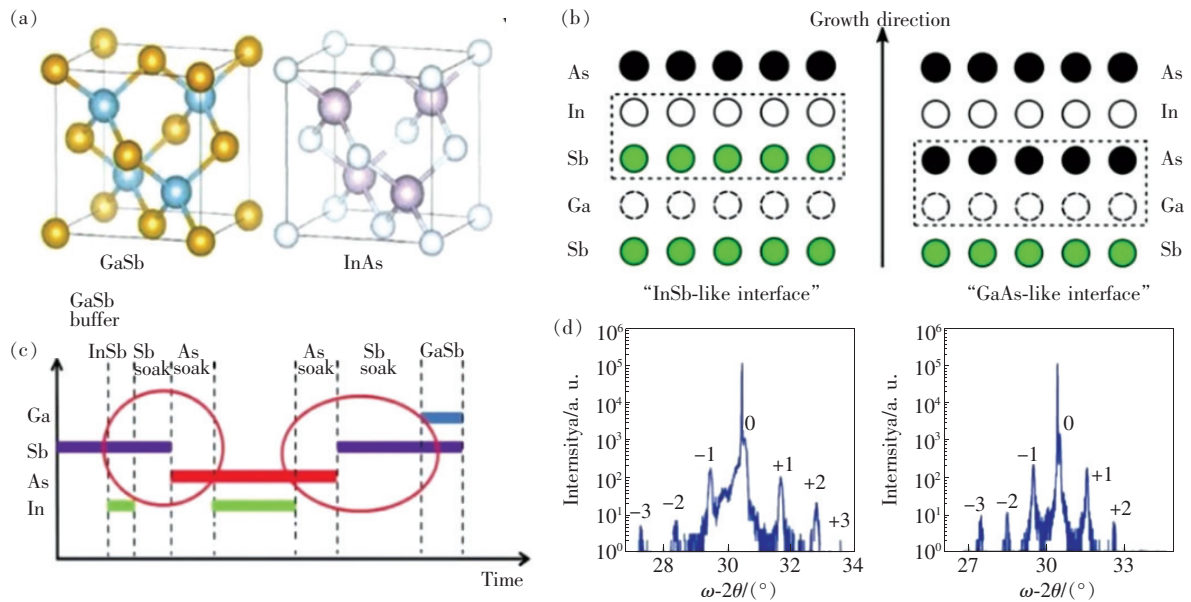 (a)
GaSb
InAs
(b)
Growth direction
As
In
Sb
Ga
Sb
As
In
As
Ga
Sb
“InSb-like interface”
“GaAs-like interface”
(c)
GaSb
buffer
InSb
Sb
soak
As
soak
As
soak
Sb
soak
GaSb
Ga
Sb
As
In
Time
(d)
Internsitya/a. u.
10⁶
10⁵
10⁴
10³
10²
10¹
10⁰
-3
-2
-1
0
+1
+2
+3
28
30
32
34
ω-2θ/(°)
Internsitya/a. u.
10⁶
10⁵
10⁴
10³
10²
10¹
10⁰
-3
-2
-1
0
+1
+2
27
30
33
ω-2θ/(°)